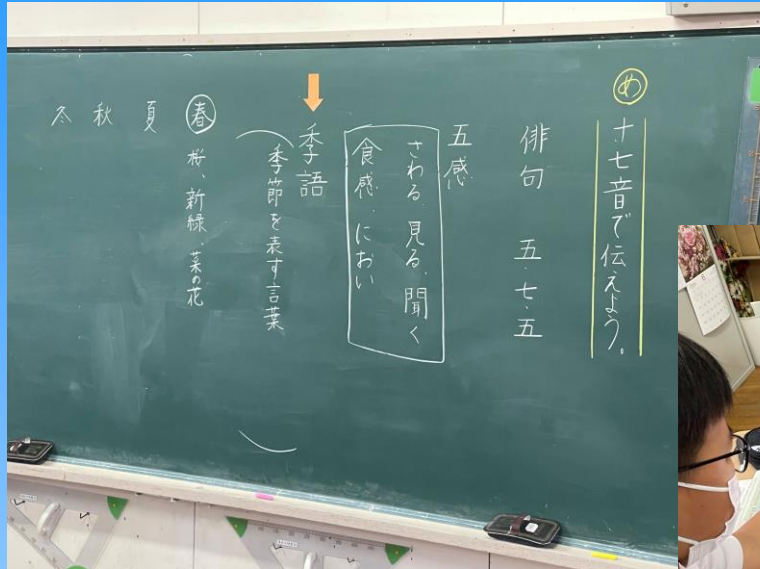 め
十七音で伝えよう。
俳句 五・七・五
五感
さわる、見る、聞く
食感、におい
季語
(季節を表す言葉)
春 桜、新緑、菜の花
夏
秋
冬